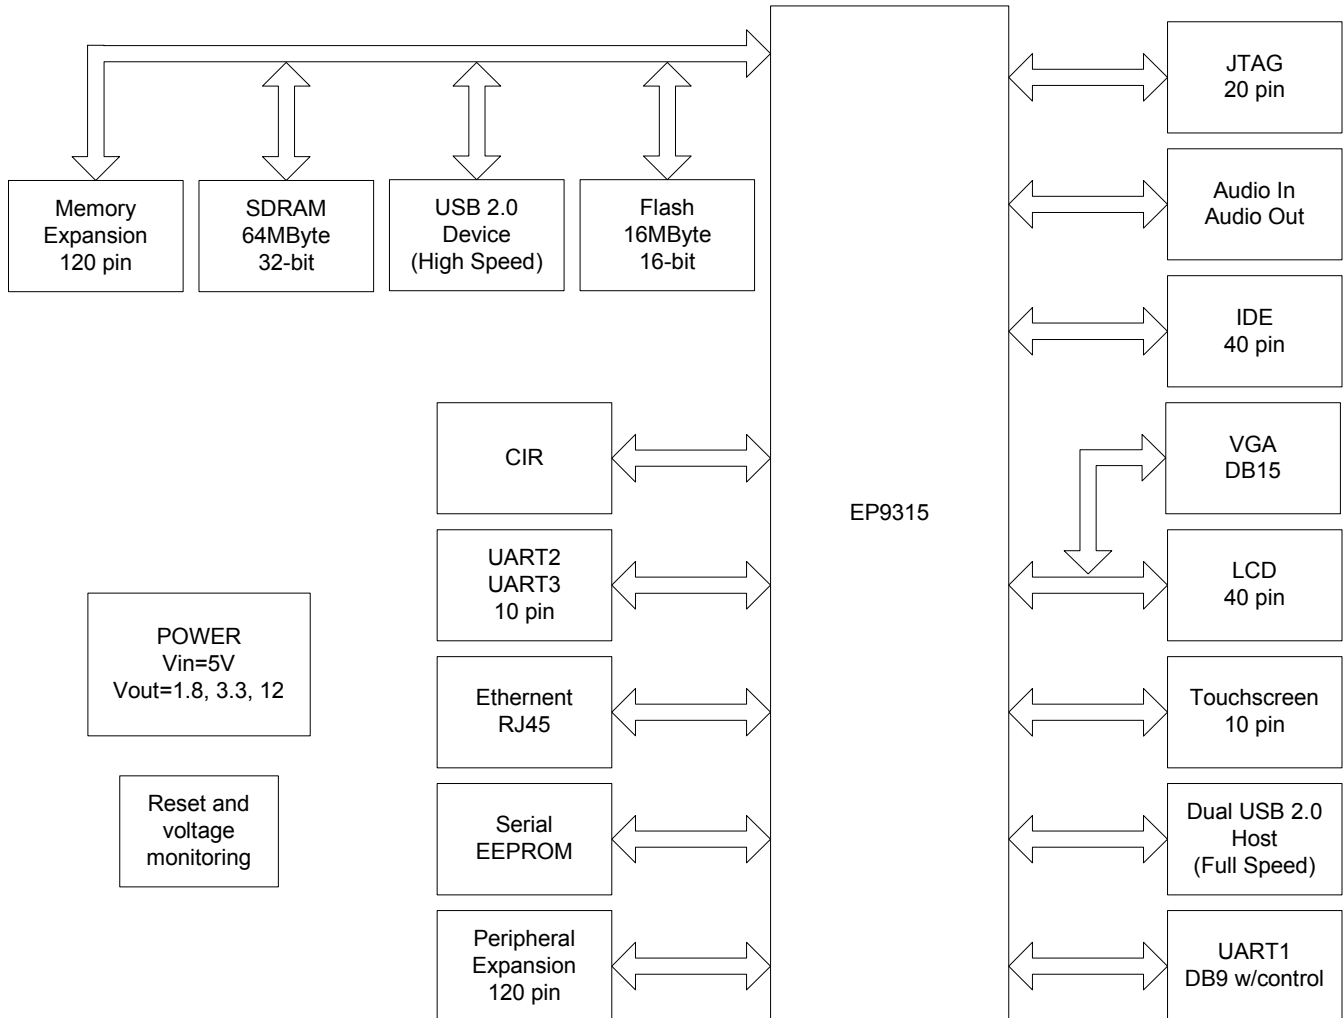 Memory
Expansion
120 pin
SDRAM
64MByte
32-bit
USB 2.0
Device
(High Speed)
Flash
16MByte
16-bit
CIR
UART2
UART3
10 pin
Ethernent
RJ45
Serial
EEPROM
Peripheral
Expansion
120 pin
POWER
Vin=5V
Vout=1.8, 3.3, 12
Reset and
voltage
monitoring
EP9315
JTAG
20 pin
Audio In
Audio Out
IDE
40 pin
VGA
DB15
LCD
40 pin
Touchscreen
10 pin
Dual USB 2.0
Host
(Full Speed)
UART1
DB9 w/control